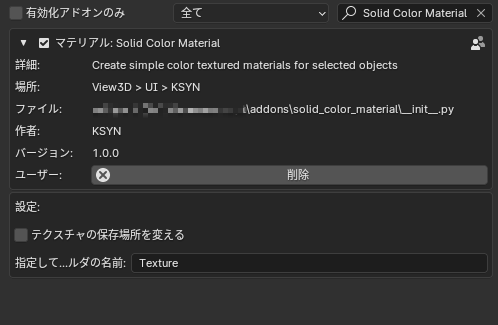 有効化アドオンのみ 全て Solid Color Material
マテリアル: Solid Color Material
詳細: Create simple color textured materials for selected objects
場所: View3D > UI > KSYN
ファイル: \addons\solid_color_material\__init__.py
作者: KSYN
バージョン: 1.0.0
ユーザー: 削除
設定:
テクスチャの保存場所を変える
指定して...ルダの名前: Texture